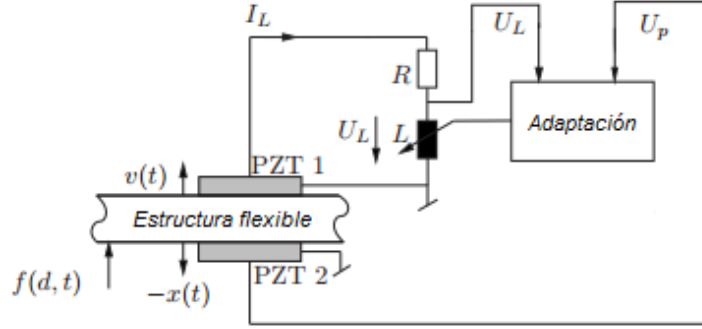 I_L
U_L
U_p
R
Adaptación
U_L
L
PZT 1
v(t)
Estructura flexible
PZT 2
f(d, t)
−x(t)